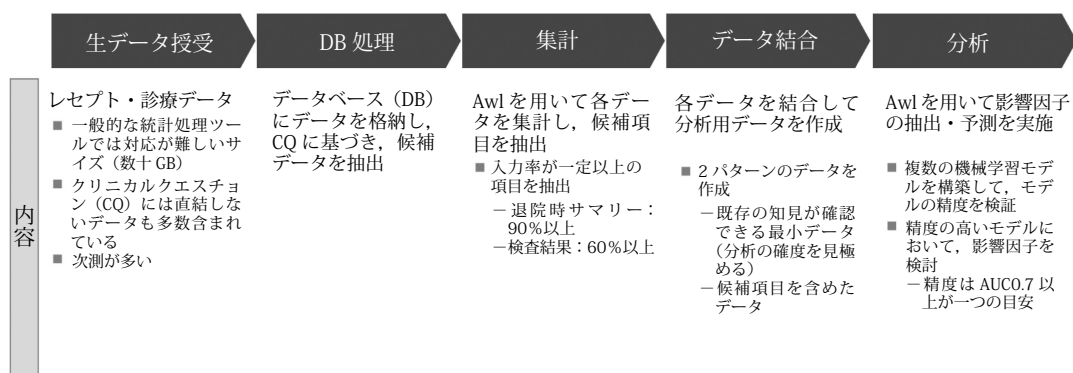 生データ授受
DB 処理
集計
データ結合
分析
内容
レセプト・診療データ
■ 一般的な統計処理ツー
ルでは対応が難しいサ
イズ（数十 GB）
■ クリニカルクエスチョ
ン（CQ）には直結しな
いデータも多数含まれ
ている
■ 次測が多い
データベース（DB）
にデータを格納し，
CQ に基づき，候補
データを抽出
Awl を用いて各デー
タを集計し，候補項
目を抽出
■ 入力率が一定以上の
項目を抽出
－退院時サマリー：
90％以上
－検査結果：60％以上
各データを結合して
分析用データを作成
■ 2 パターンのデータを
作成
－既存の知見が確認
できる最小データ
（分析の確度を見極
める）
－候補項目を含めた
データ
Awl を用いて影響因子
の抽出・予測を実施
■ 複数の機械学習モデ
ルを構築して，モデ
ルの精度を検証
■ 精度の高いモデルに
おいて，影響因子を
検討
－精度は AUC0.7 以
上が一つの目安